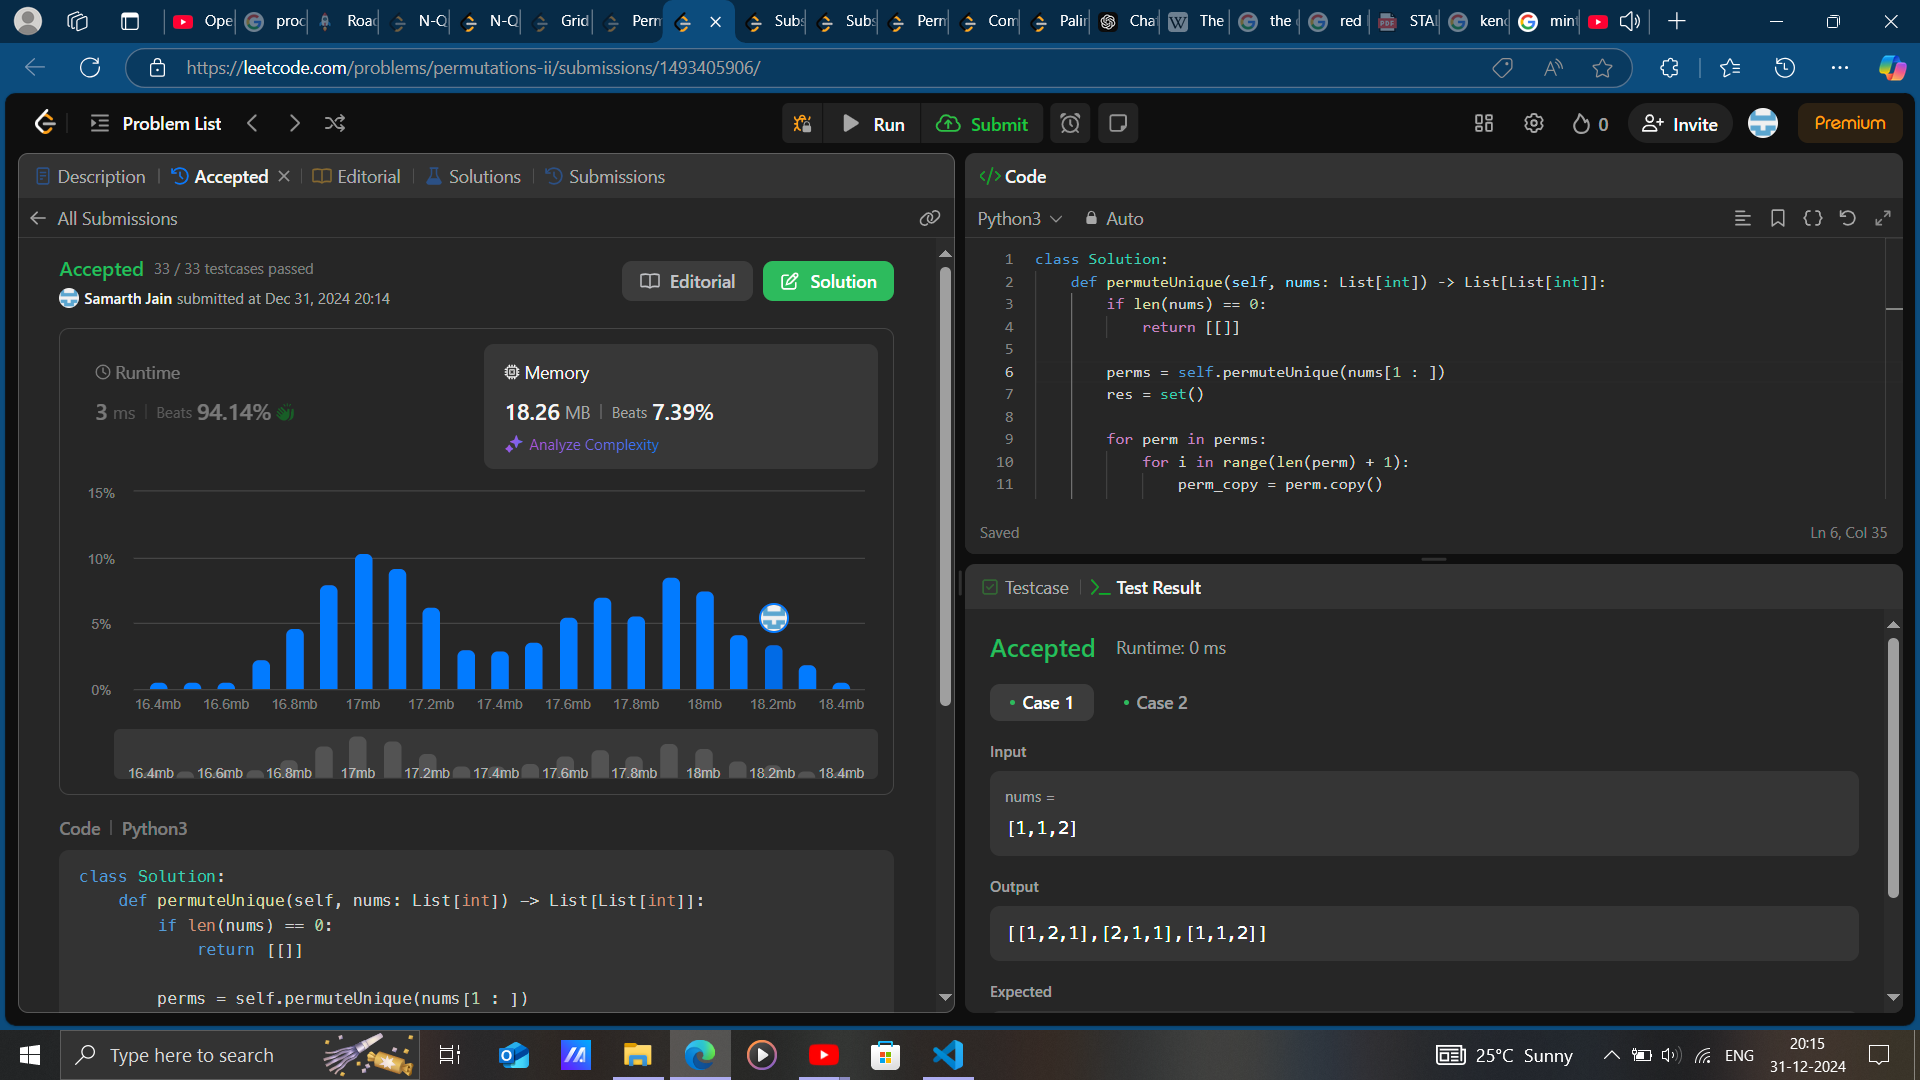 Ope
proc
Road
N-Q
N-Q
Grid
Perm
Subs
Subs
Perm
Com
Palin
Chat
The
the
red
STAI
kenc
mint
https://leetcode.com/problems/permutations-ii/submissions/1493405906/
Problem List
Run
Submit
0
Invite
Premium
Description
Accepted
Editorial
Solutions
Submissions
All Submissions
Accepted 33 / 33 testcases passed
Samarth Jain submitted at Dec 31, 2024 20:14
Editorial
Solution
Runtime
3 ms | Beats 94.14%
Memory
18.26 MB | Beats 7.39%
Analyze Complexity
15%
10%
5%
0%
16.4mb 16.6mb 16.8mb 17mb 17.2mb 17.4mb 17.6mb 17.8mb 18mb 18.2mb 18.4mb
16.4mb 16.6mb 16.8mb 17mb 17.2mb 17.4mb 17.6mb 17.8mb 18mb 18.2mb 18.4mb
Code | Python3
class Solution:
def permuteUnique(self, nums: List[int]) -> List[List[int]]:
if len(nums) == 0:
return [[]]
perms = self.permuteUnique(nums[1 : ])
</> Code
Python3
Auto
1 class Solution:
2 def permuteUnique(self, nums: List[int]) -> List[List[int]]:
3 if len(nums) == 0:
4 return [[]]
5
6 perms = self.permuteUnique(nums[1 : ])
7 res = set()
8
9 for perm in perms:
10 for i in range(len(perm) + 1):
11 perm_copy = perm.copy()
Saved
Ln 6, Col 35
Testcase
Test Result
Accepted Runtime: 0 ms
Case 1
Case 2
Input
nums =
[1,1,2]
Output
[[1,2,1],[2,1,1],[1,1,2]]
Expected
Type here to search
25°C Sunny
ENG
20:15
31-12-2024